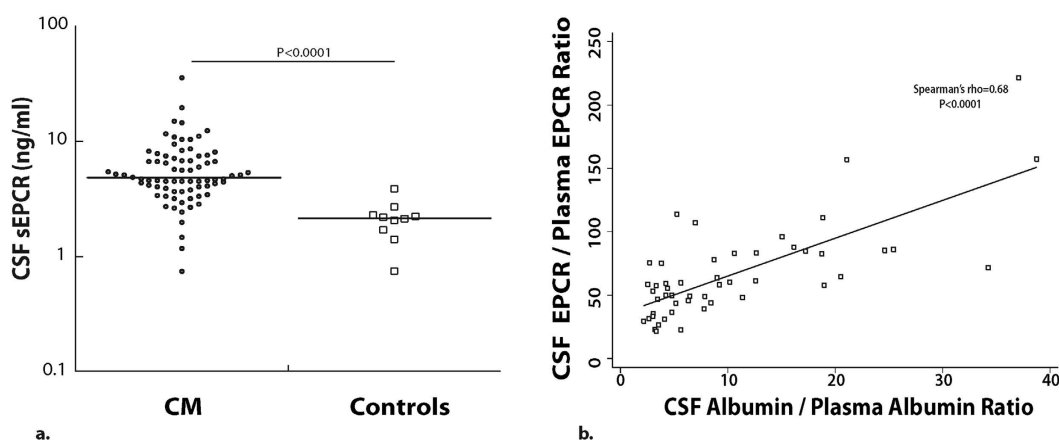 100
P<0.0001
10
1
0.1
CSF sEPCR (ng/ml)
CM
Controls
a.
250
200
150
100
50
0
CSF EPCR / Plasma EPCR Ratio
Spearman's rho=0.68
P<0.0001
0
10
20
30
40
CSF Albumin / Plasma Albumin Ratio
b.